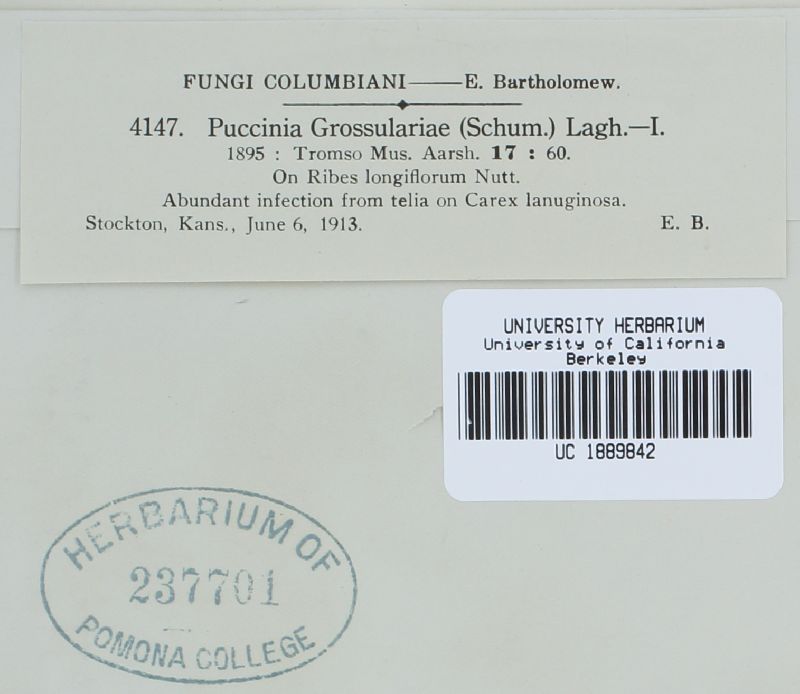 FUNGI COLUMBIANI——E. Bartholomew.
4147. Puccinia Grossulariae (Schum.) Lagh.—I.
1895 : Tromso Mus. Aarsh. 17 : 60.
On Ribes longiflorum Nutt.
Abundant infection from telia on Carex lanuginosa.
Stockton, Kans., June 6, 1913. E. B.
UNIVERSITY HERBARIUM
University of California
Berkeley
UC 1889842
HERBARIUM OF
237701
POMONA COLLEGE